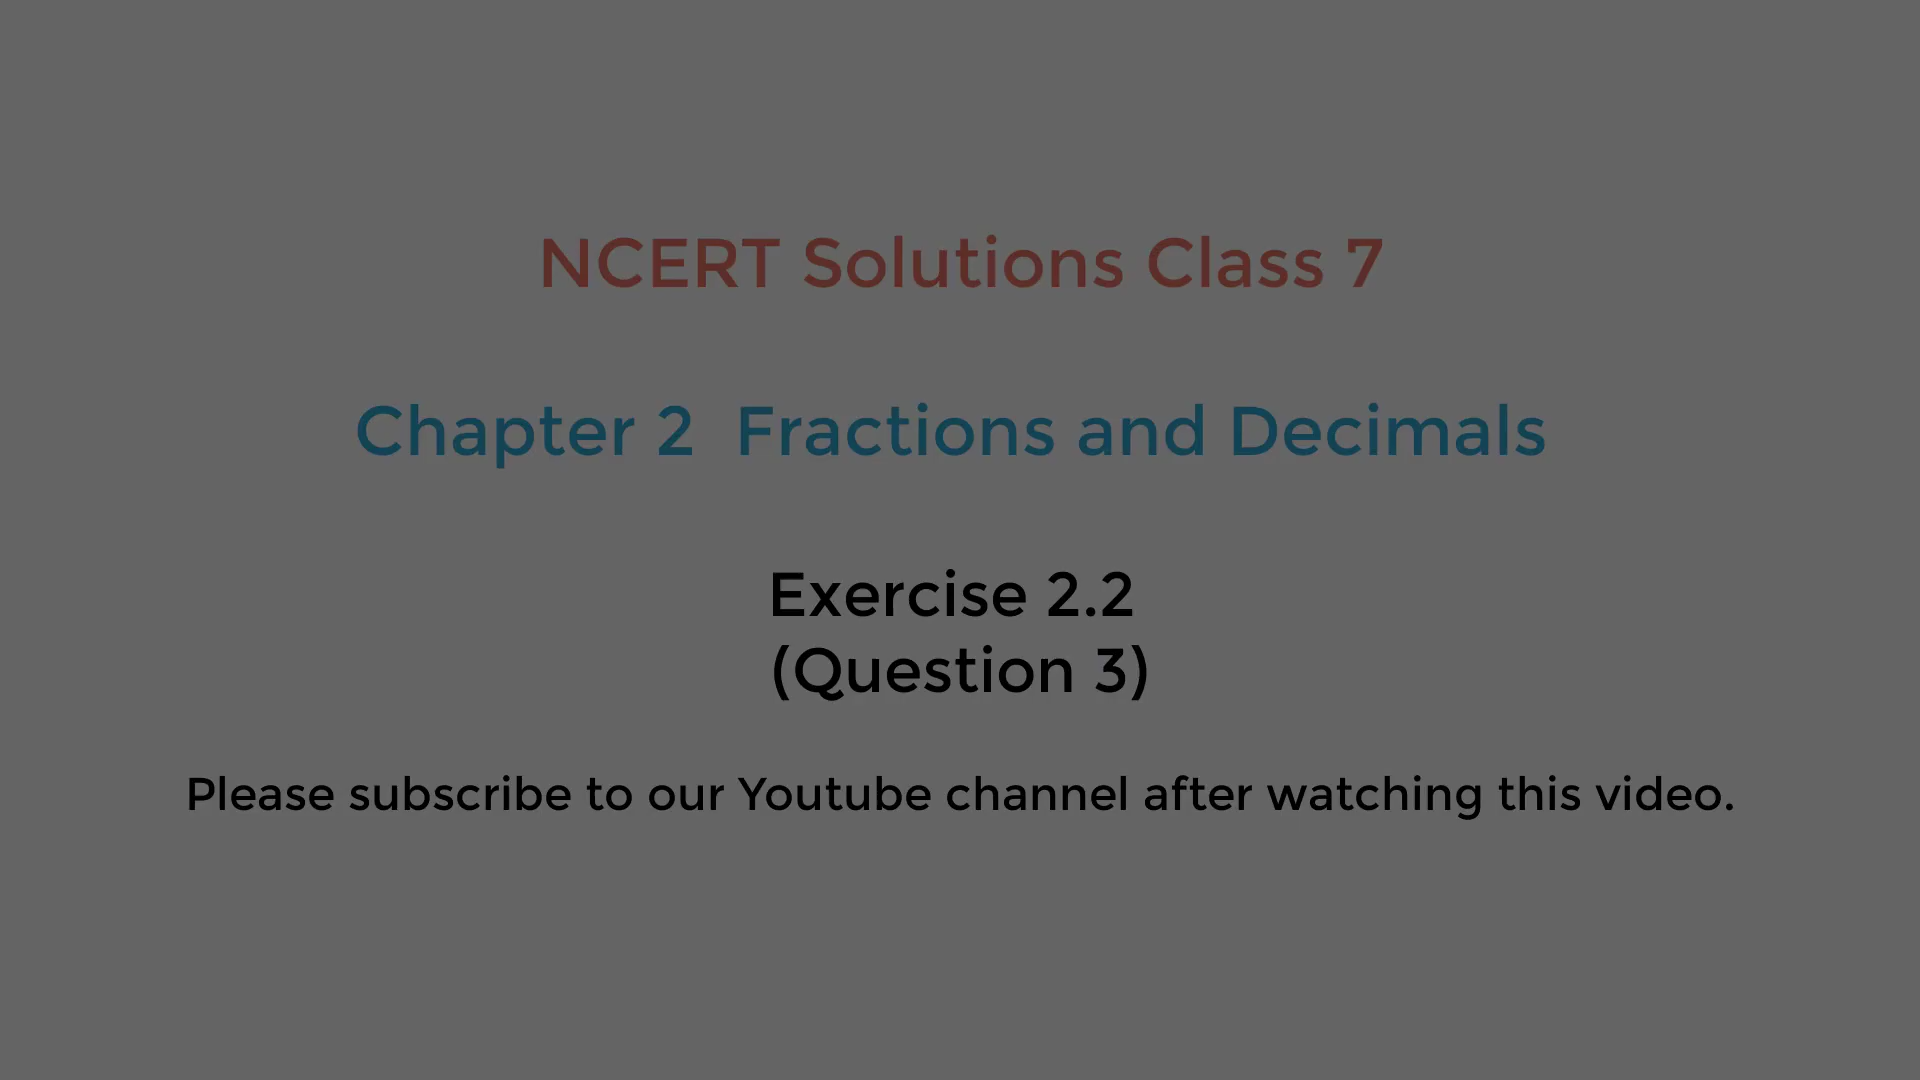 NCERT Solutions Class 7
Chapter 2 Fractions and Decimals
Exercise 2.2
(Question 3)
Please subscribe to our Youtube channel after watching this video.